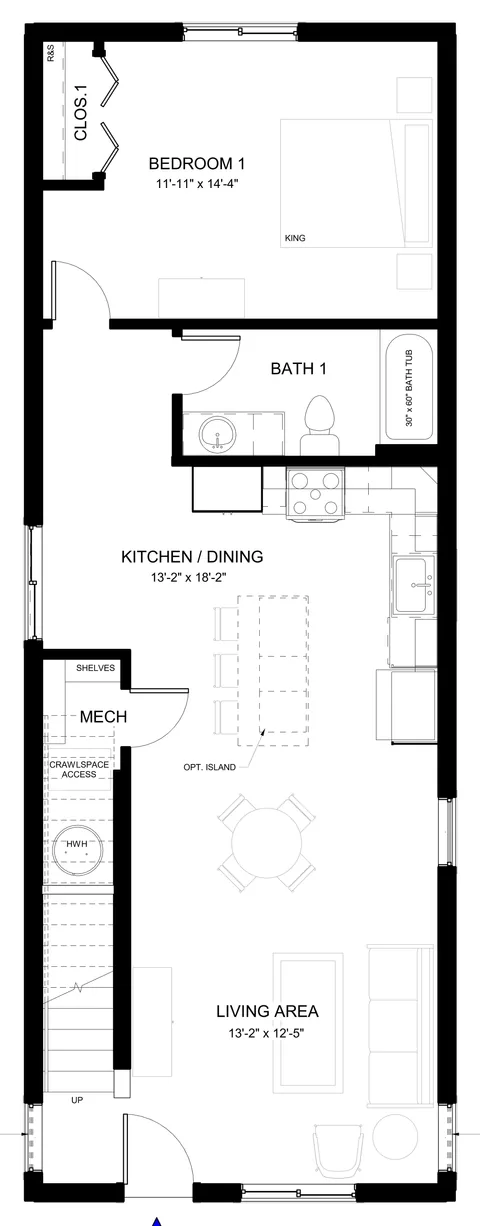 R&S
CLOS.1
BEDROOM 1
11'-11" x 14'-4"
KING
BATH 1
30" x 60" BATH TUB
KITCHEN / DINING
13'-2" x 18'-2"
SHELVES
MECH
CRAWLSPACE
ACCESS
OPT. ISLAND
HWH
LIVING AREA
13'-2" x 12'-5"
UP